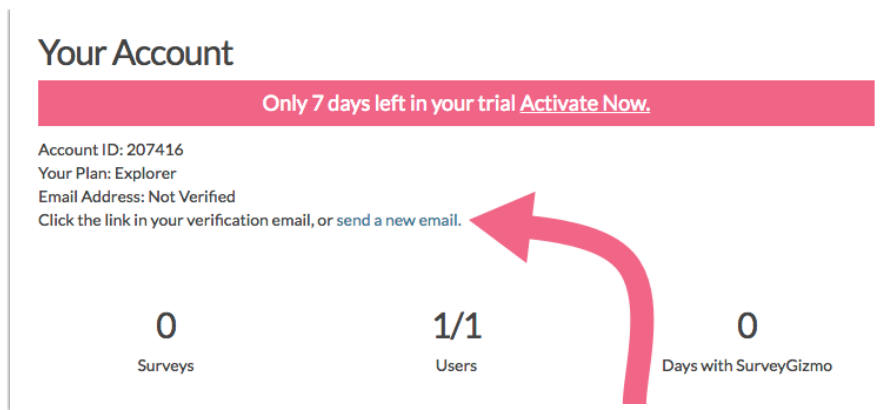 Your Account
Only 7 days left in your trial Activate Now.
Account ID: 207416
Your Plan: Explorer
Email Address: Not Verified
Click the link in your verification email, or send a new email.
0 1/1 0
Surveys Users Days with SurveyGizmo